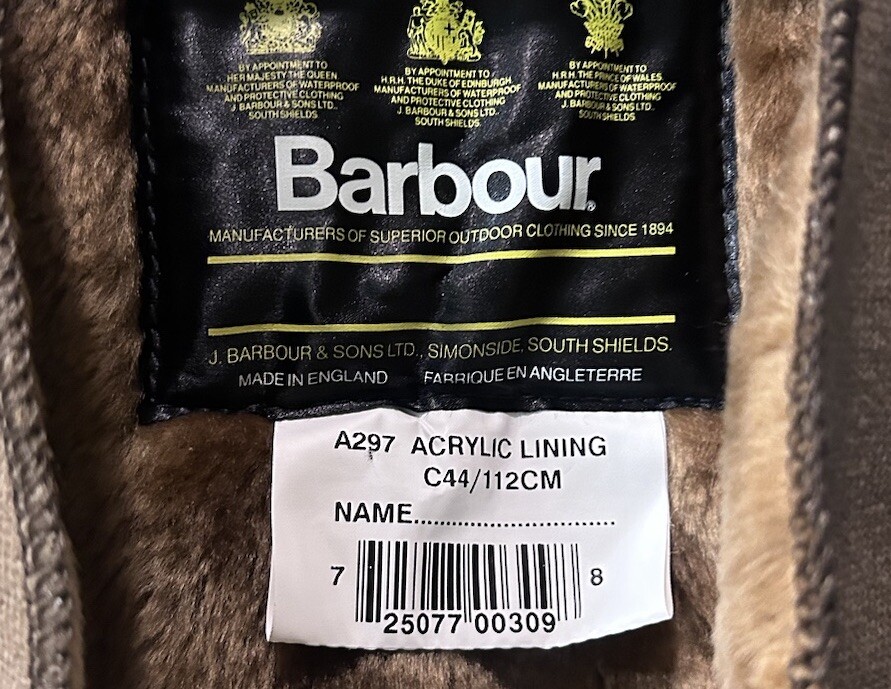 BY APPOINTMENT TO
HER MAJESTY THE QUEEN
MANUFACTURERS OF WATERPROOF
AND PROTECTIVE CLOTHING
J. BARBOUR & SONS LTD.
SOUTH SHIELDS.
BY APPOINTMENT TO
H.R.H. THE DUKE OF EDINBURGH
MANUFACTURERS OF WATERPROOF
AND PROTECTIVE CLOTHING
J. BARBOUR & SONS LTD.
SOUTH SHIELDS.
BY APPOINTMENT TO
H.R.H. THE PRINCE OF WALES
MANUFACTURERS OF WATERPROOF
AND PROTECTIVE CLOTHING
J. BARBOUR & SONS LTD.
SOUTH SHIELDS.
Barbour®
MANUFACTURERS OF SUPERIOR OUTDOOR CLOTHING SINCE 1894
J. BARBOUR & SONS LTD., SIMONSIDE, SOUTH SHIELDS.
MADE IN ENGLAND FABRIQUE EN ANGLETERRE
A297 ACRYLIC LINING
C44/112CM
NAME..............................
7 25077 00309 8